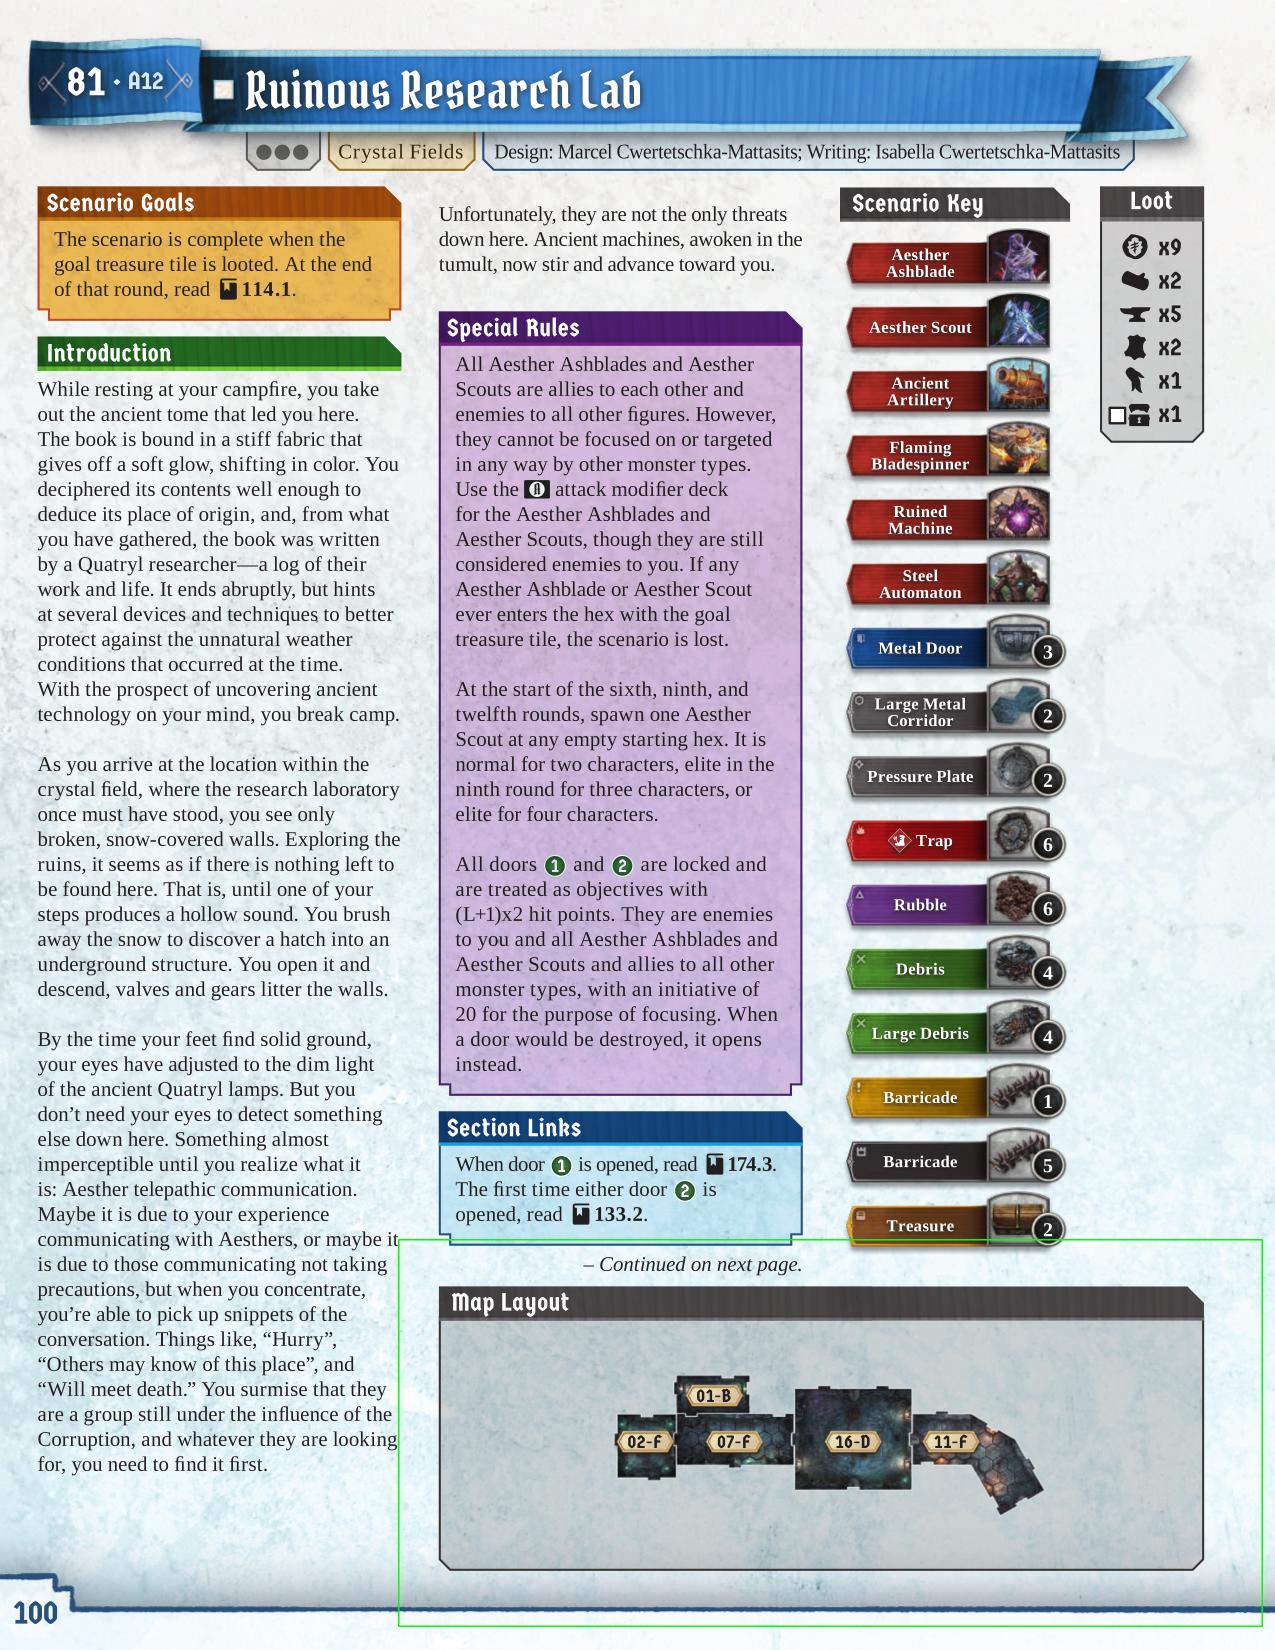 81 · A12
Ruinous Research Lab
Crystal Fields
Design: Marcel Cwertetschka-Mattasits; Writing: Isabella Cwertetschka-Mattasits
Scenario Goals
The scenario is complete when the
goal treasure tile is looted. At the end
of that round, read 114.1.
Introduction
While resting at your campfire, you take
out the ancient tome that led you here.
The book is bound in a stiff fabric that
gives off a soft glow, shifting in color. You
deciphered its contents well enough to
deduce its place of origin, and, from what
you have gathered, the book was written
by a Quatryl researcher—a log of their
work and life. It ends abruptly, but hints
at several devices and techniques to better
protect against the unnatural weather
conditions that occurred at the time.
With the prospect of uncovering ancient
technology on your mind, you break camp.
As you arrive at the location within the
crystal field, where the research laboratory
once must have stood, you see only
broken, snow-covered walls. Exploring the
ruins, it seems as if there is nothing left to
be found here. That is, until one of your
steps produces a hollow sound. You brush
away the snow to discover a hatch into an
underground structure. You open it and
descend, valves and gears litter the walls.
By the time your feet find solid ground,
your eyes have adjusted to the dim light
of the ancient Quatryl lamps. But you
don't need your eyes to detect something
else down here. Something almost
imperceptible until you realize what it
is: Aesther telepathic communication.
Maybe it is due to your experience
communicating with Aesthers, or maybe it
is due to those communicating not taking
precautions, but when you concentrate,
you're able to pick up snippets of the
conversation. Things like, “Hurry”,
“Others may know of this place”, and
“Will meet death.” You surmise that they
are a group still under the influence of the
Corruption, and whatever they are looking
for, you need to find it first.
Unfortunately, they are not the only threats
down here. Ancient machines, awoken in the
tumult, now stir and advance toward you.
Special Rules
All Aesther Ashblades and Aesther
Scouts are allies to each other and
enemies to all other figures. However,
they cannot be focused on or targeted
in any way by other monster types.
Use the A attack modifier deck
for the Aesther Ashblades and
Aesther Scouts, though they are still
considered enemies to you. If any
Aesther Ashblade or Aesther Scout
ever enters the hex with the goal
treasure tile, the scenario is lost.
At the start of the sixth, ninth, and
twelfth rounds, spawn one Aesther
Scout at any empty starting hex. It is
normal for two characters, elite in the
ninth round for three characters, or
elite for four characters.
All doors 1 and 2 are locked and
are treated as objectives with
(L+1)x2 hit points. They are enemies
to you and all Aesther Ashblades and
Aesther Scouts and allies to all other
monster types, with an initiative of
20 for the purpose of focusing. When
a door would be destroyed, it opens
instead.
Section Links
When door 1 is opened, read 174.3.
The first time either door 2 is
opened, read 133.2.
– Continued on next page.
Scenario Key
Aesther
Ashblade
Aesther Scout
Ancient
Artillery
Flaming
Bladespinner
Ruined
Machine
Steel
Automaton
Metal Door 3
Large Metal
Corridor 2
Pressure Plate 2
Trap 6
Rubble 6
Debris 4
Large Debris 4
Barricade 1
Barricade 5
Treasure 2
Loot
x9
x2
x5
x2
x1
x1
Map Layout
01-B
02-F
07-F
16-D
11-F
100